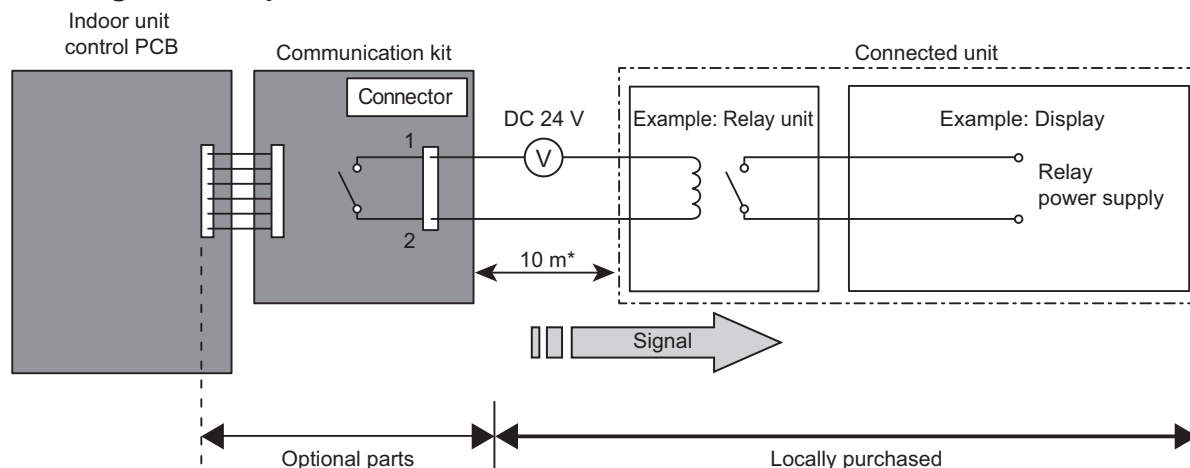 Indoor unit
control PCB
Communication kit
Connected unit
Connector
DC 24 V
Example: Relay unit
Example: Display
1
V
Relay
power supply
2
10 m*
Signal
Optional parts
Locally purchased